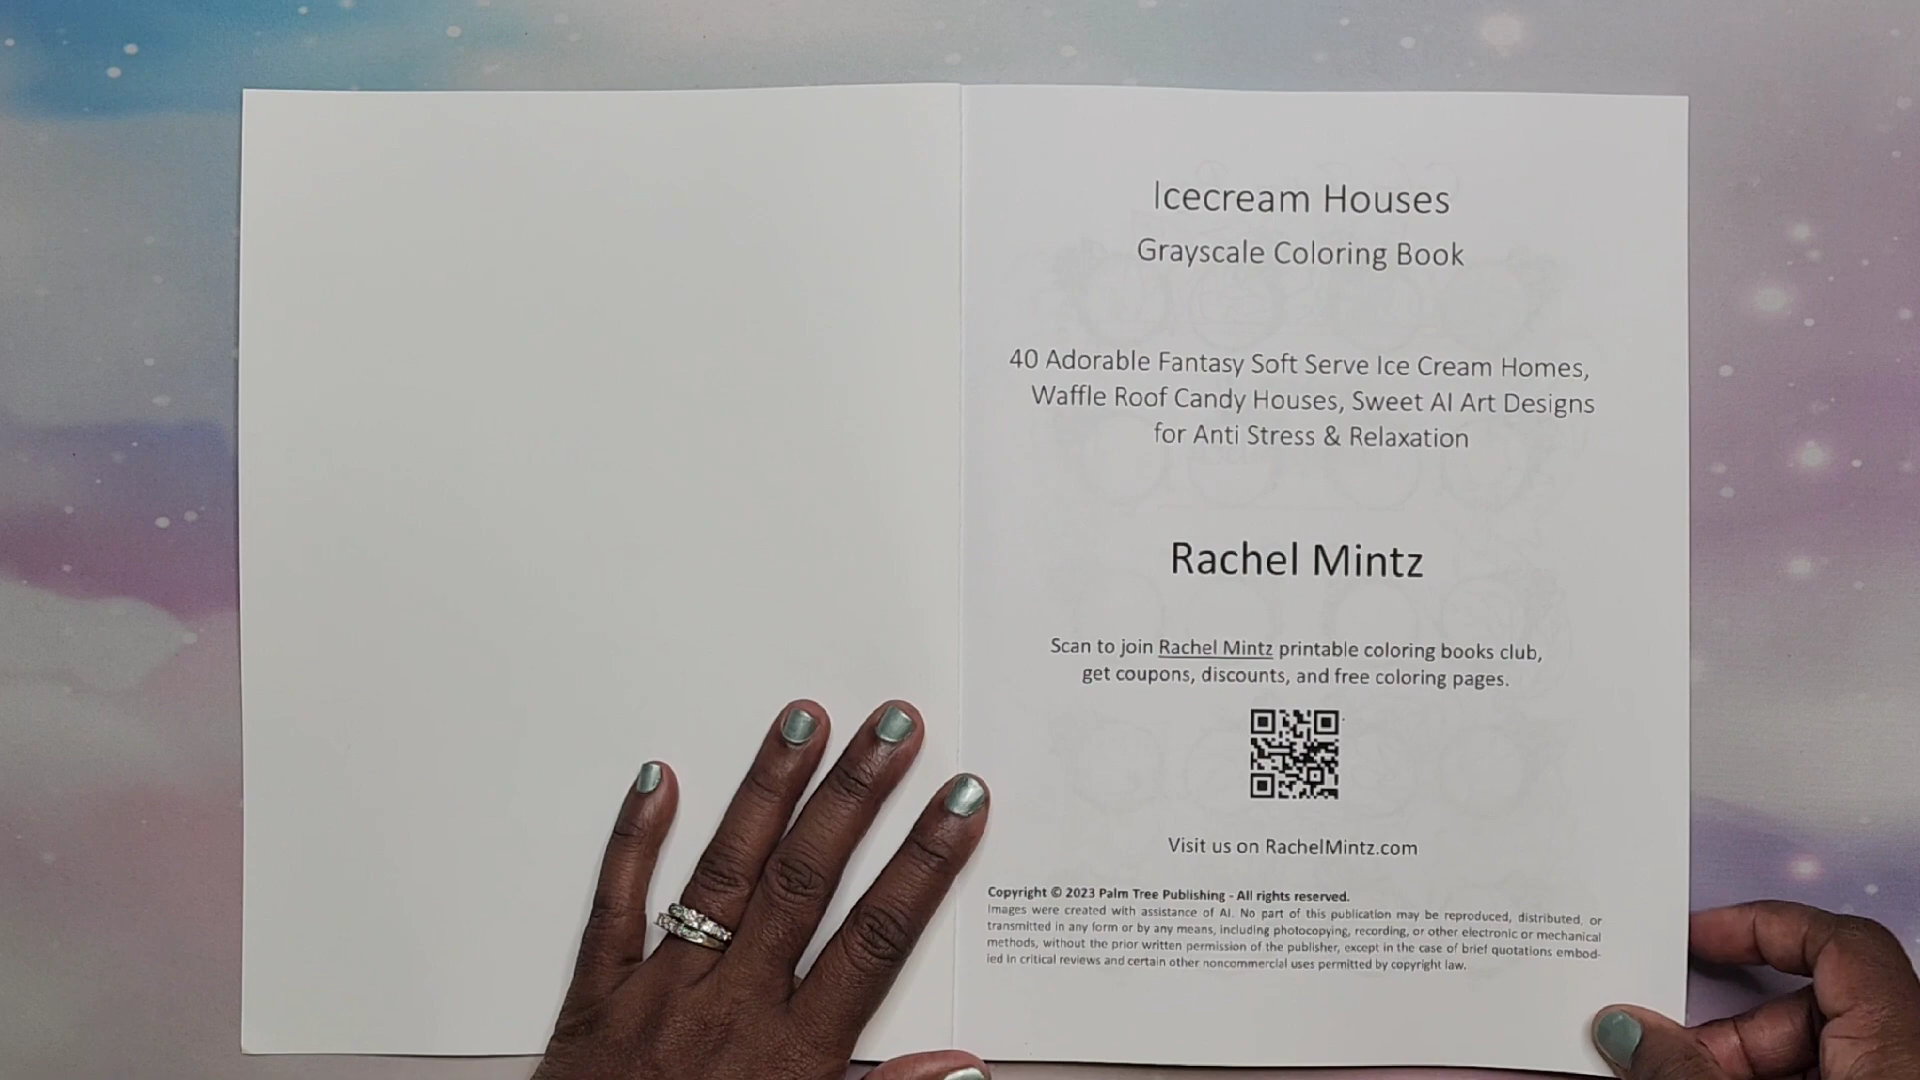 Icecream Houses
Grayscale Coloring Book
40 Adorable Fantasy Soft Serve Ice Cream Homes,
Waffle Roof Candy Houses, Sweet AI Art Designs
for Anti Stress & Relaxation
Rachel Mintz
Scan to join Rachel Mintz printable coloring books club,
get coupons, discounts, and free coloring pages.
Visit us on RachelMintz.com
Copyright © 2023 Palm Tree Publishing - All rights reserved.
Images were created with assistance of AI. No part of this publication may be reproduced, distributed, or
transmitted in any form or by any means, including photocopying, recording, or other electronic or mechanical
methods, without the prior written permission of the publisher, except in the case of brief quotations embod-
ied in critical reviews and certain other noncommercial uses permitted by copyright law.